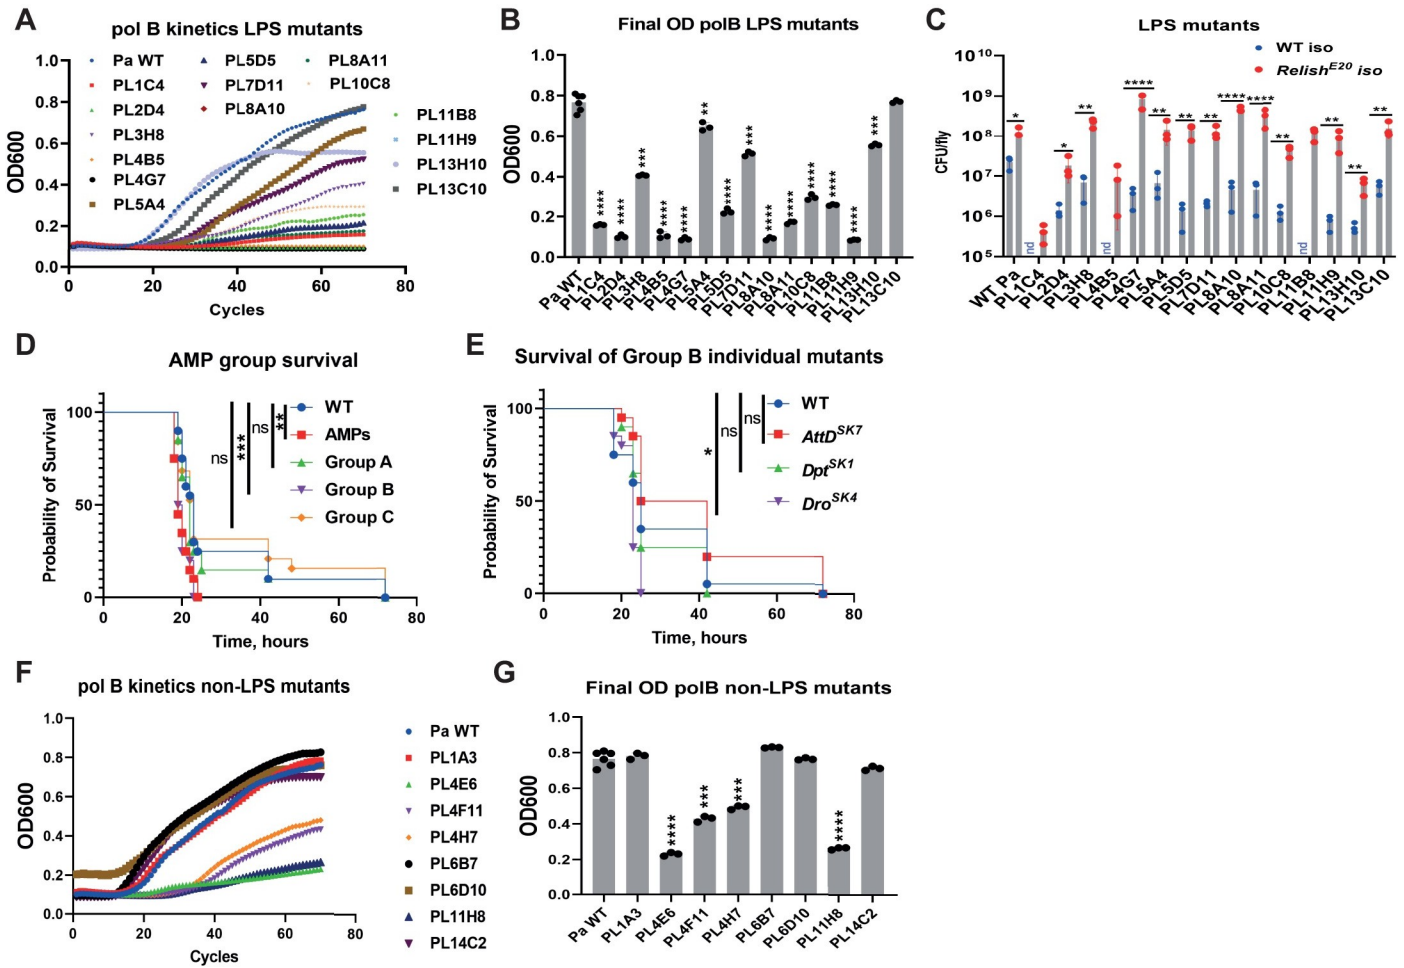 A
pol B kinetics LPS mutants
OD600
1.0
0.8
0.6
0.4
0.2
0.0
0
20
40
60
80
Cycles
Pa WT
PL1C4
PL2D4
PL3H8
PL4B5
PL4G7
PL5A4
PL5D5
PL7D11
PL8A10
PL8A11
PL10C8
PL11B8
PL11H9
PL13H10
PL13C10
B
Final OD polB LPS mutants
OD600
1.0
0.8
0.6
0.4
0.2
0.0
****
****
***
****
****
**
****
***
****
****
****
****
****
***
Pa WT
PL1C4
PL2D4
PL3H8
PL4B5
PL4G7
PL5A4
PL5D5
PL7D11
PL8A10
PL8A11
PL10C8
PL11B8
PL11H9
PL13H10
PL13C10
C
LPS mutants
WT iso
Relish^E20 iso
CFU/fly
10^10
10^9
10^8
10^7
10^6
10^5
*
nd
*
**
nd
****
**
**
**
****
****
**
nd
**
**
**
WT Pa
PL1C4
PL2D4
PL3H8
PL4B5
PL4G7
PL5A4
PL5D5
PL7D11
PL8A10
PL8A11
PL10C8
PL11B8
PL11H9
PL13H10
PL13C10
D
AMP group survival
Probability of Survival
100
50
0
0
20
40
60
80
Time, hours
ns
***
ns
**
WT
AMPs
Group A
Group B
Group C
E
Survival of Group B individual mutants
Probability of Survival
100
50
0
0
20
40
60
80
Time, hours
*
ns
ns
WT
AttD^SK7
Dpt^SK1
Dro^SK4
F
pol B kinetics non-LPS mutants
OD600
1.0
0.8
0.6
0.4
0.2
0.0
0
20
40
60
80
Cycles
Pa WT
PL1A3
PL4E6
PL4F11
PL4H7
PL6B7
PL6D10
PL11H8
PL14C2
G
Final OD polB non-LPS mutants
OD600
1.0
0.8
0.6
0.4
0.2
0.0
****
***
***
****
Pa WT
PL1A3
PL4E6
PL4F11
PL4H7
PL6B7
PL6D10
PL11H8
PL14C2